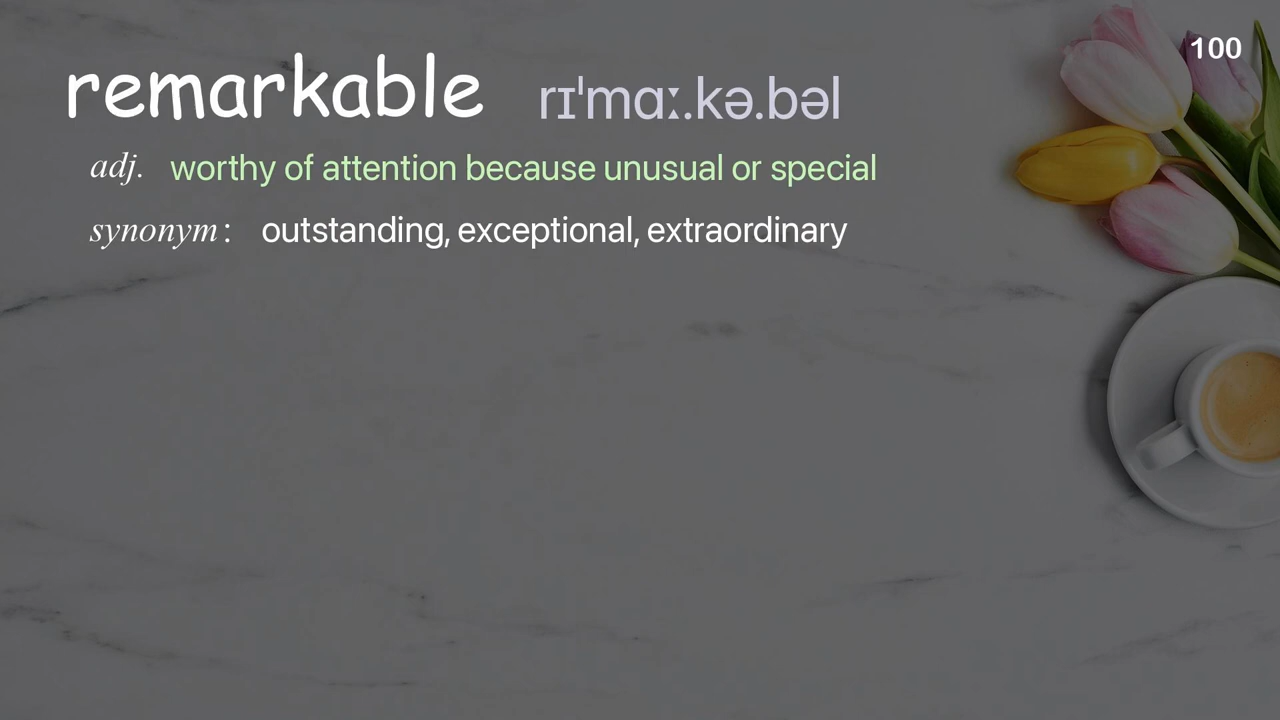 100
remarkable rɪˈmɑː.kə.bəl
adj. worthy of attention because unusual or special
synonym: outstanding, exceptional, extraordinary